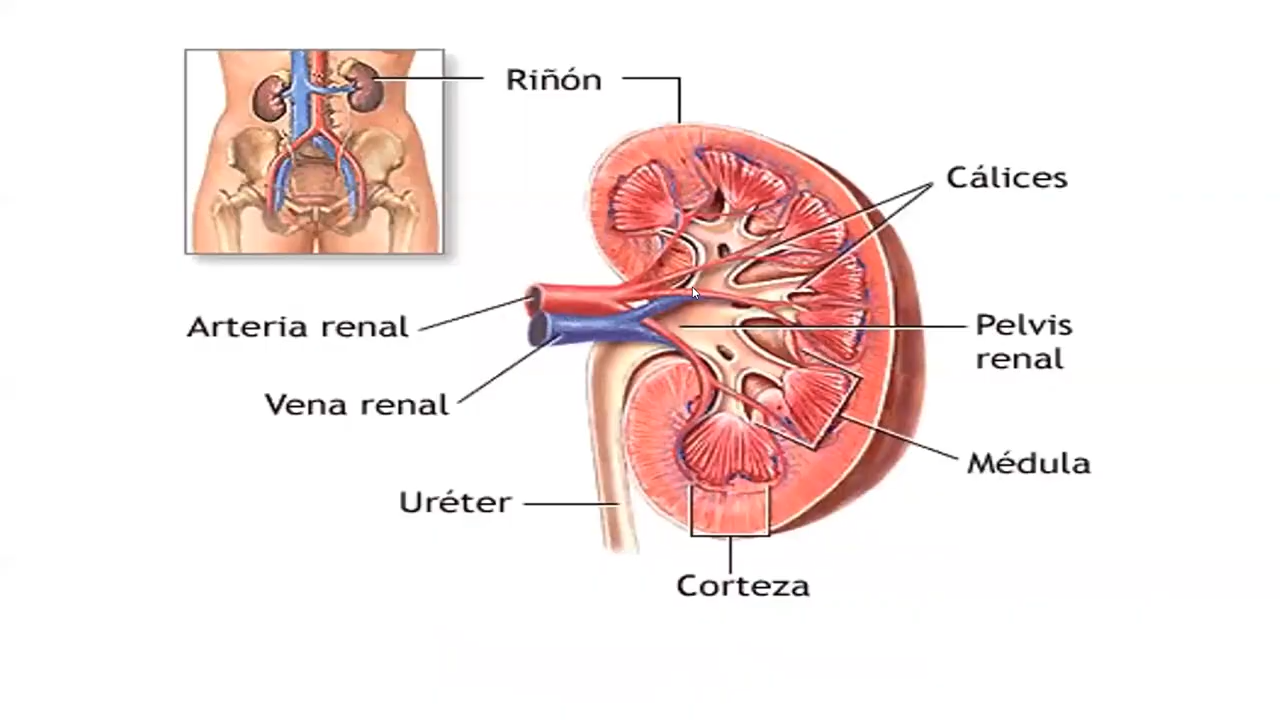 Riñón
Cálices
Arteria renal
Pelvis
renal
Vena renal
Médula
Uréter
Corteza